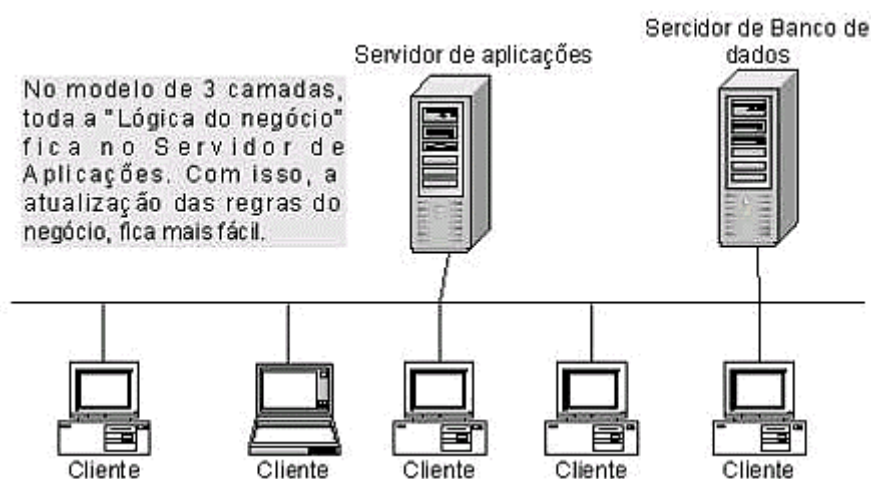 Sercidor de Banco de
dados
Servidor de aplicações
No modelo de 3 camadas,
toda a "Lógica do negócio"
fica no Servidor de
Aplicações. Com isso, a
atualização das regras do
negócio, fica mais fácil.
Cliente
Cliente
Cliente
Cliente
Cliente